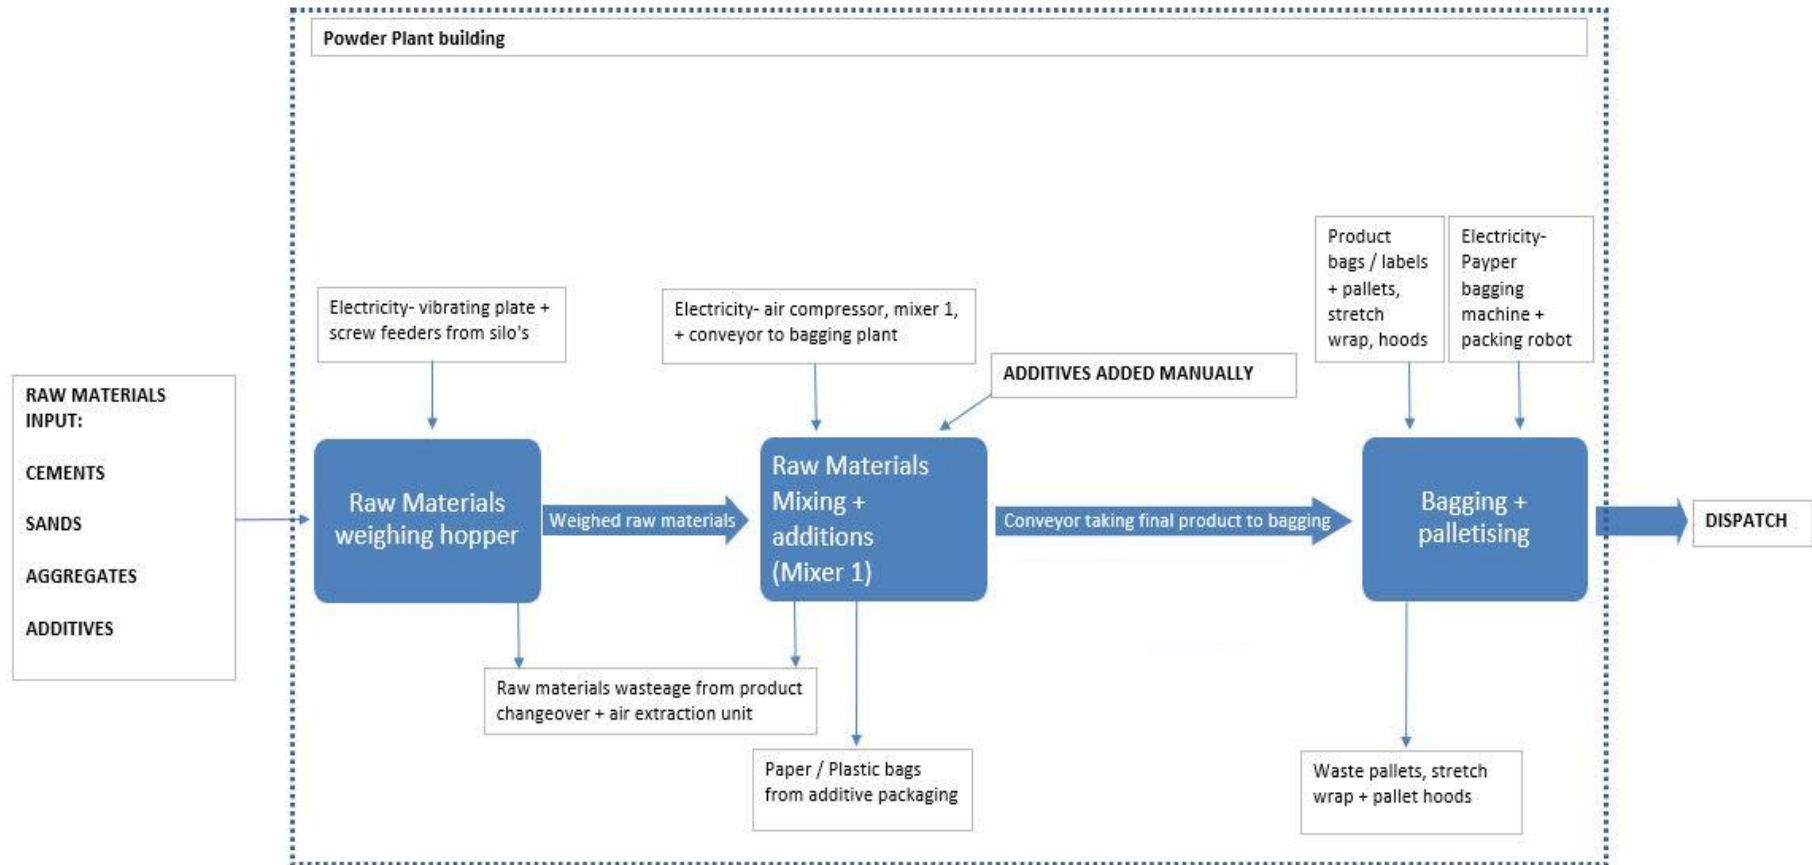 Powder Plant building
Product
bags / labels
+ pallets,
stretch
wrap, hoods
Electricity-
Payper
bagging
machine +
packing robot
Electricity- vibrating plate +
screw feeders from silo's
Electricity- air compressor, mixer 1,
+ conveyor to bagging plant
ADDITIVES ADDED MANUALLY
RAW MATERIALS
INPUT:
CEMENTS
SANDS
AGGREGATES
ADDITIVES
Raw Materials
weighing hopper
Weighed raw materials
Raw Materials
Mixing +
additions
(Mixer 1)
Conveyor taking final product to bagging
Bagging +
palletising
DISPATCH
Raw materials wastage from product
changeover + air extraction unit
Paper / Plastic bags
from additive packaging
Waste pallets, stretch
wrap + pallet hoods